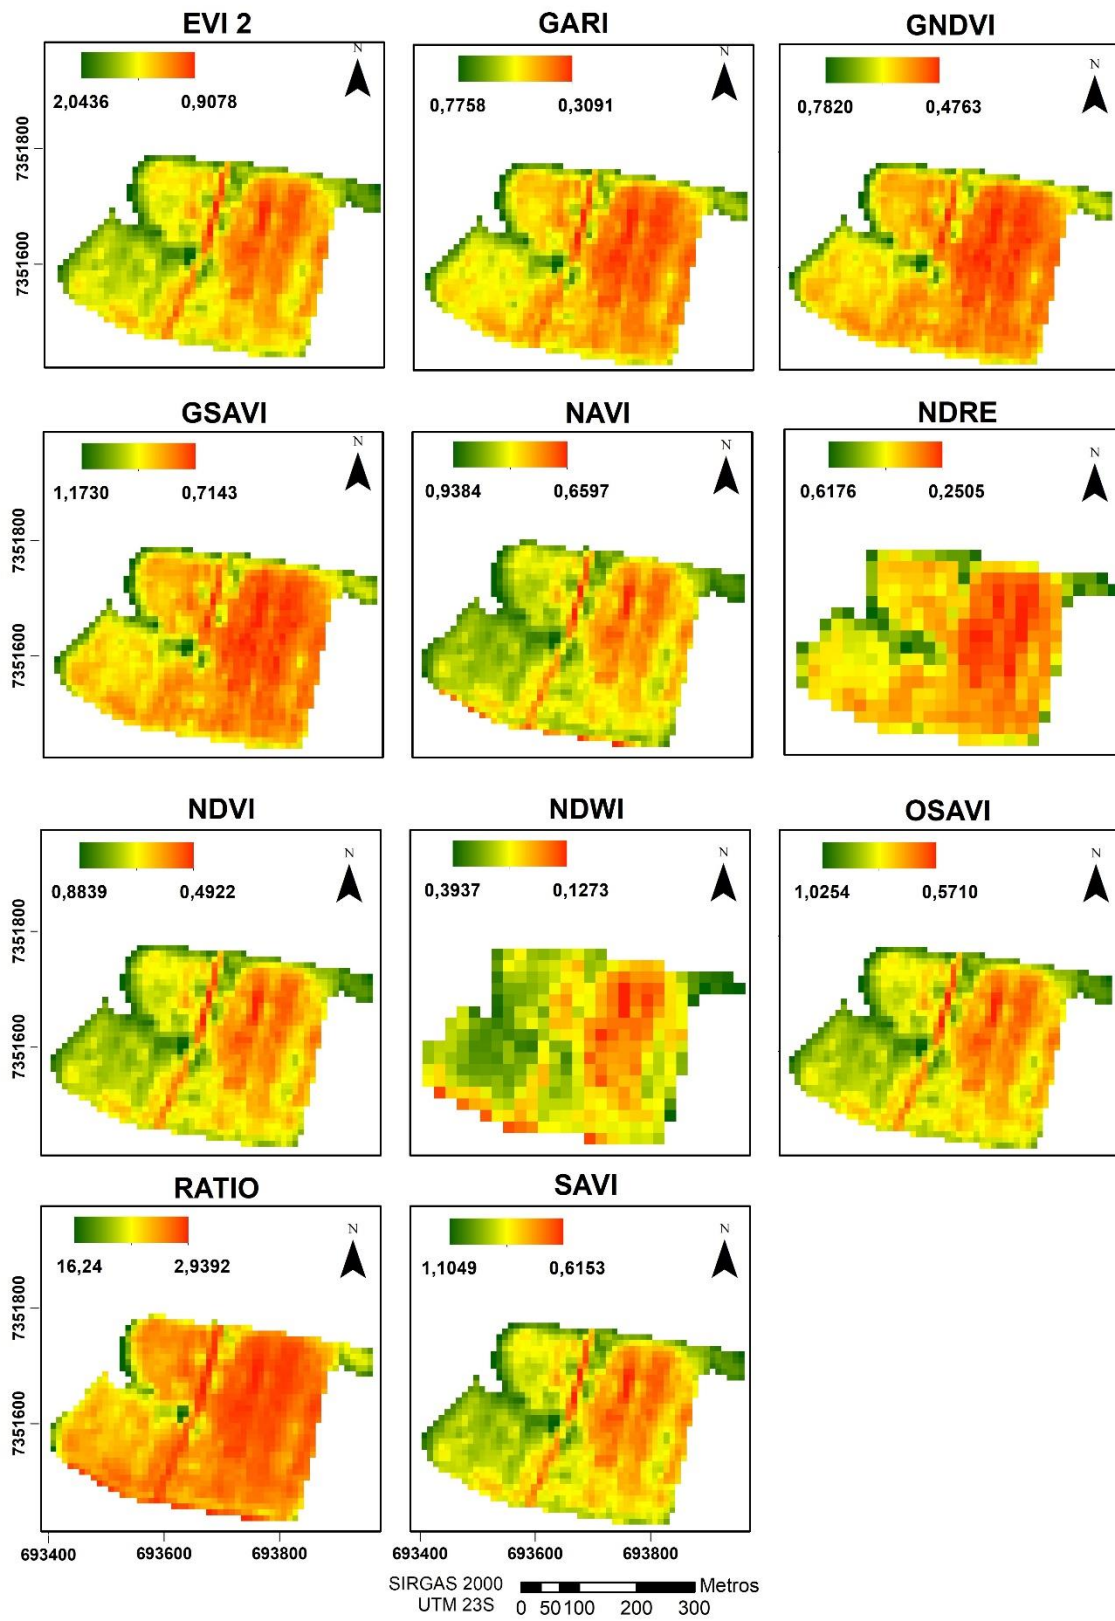 EVI 2
GARI
GNDVI
N
N
N
2,0436 0,9078
0,7758 0,3091
0,7820 0,4763
7351800
7351600
GSAVI
NAVI
NDRE
N
N
N
1,1730 0,7143
0,9384 0,6597
0,6176 0,2505
7351800
7351600
NDVI
NDWI
OSAVI
N
N
N
0,8839 0,4922
0,3937 0,1273
1,0254 0,5710
7351800
7351600
RATIO
SAVI
N
N
16,24 2,9392
1,1049 0,6153
7351800
7351600
693400 693600 693800
693400 693600 693800
SIRGAS 2000
UTM 23S
Metros
0 50 100 200 300